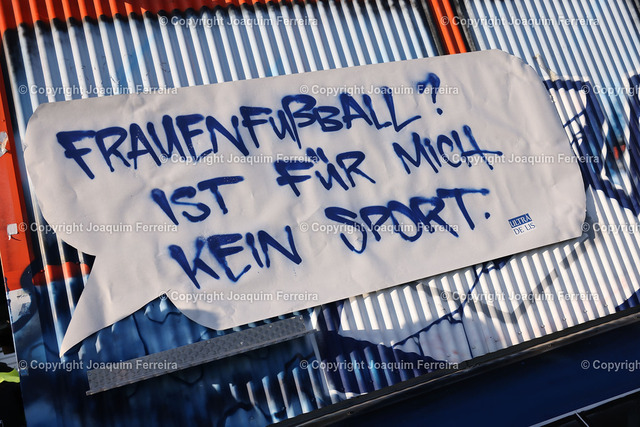 FRAUENFUßBALL?
IST FÜR MICH
KEIN SPORT.
ULTRA
DE LIS
© Copyright Joaquim Ferreira